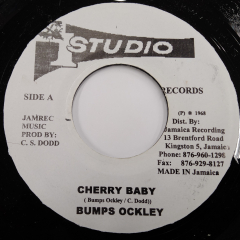 1
STUDIO
SIDE A
RECORDS
JAMREC
MUSIC
PROD BY:
C. S. DODD
(P) ® 1968
Dist. By:
Jamaica Recording
13 Brentford Road
Kingston 5, Jamaica
Phone: 876-960-1298
Fax: 876-929-8127
MADE IN Jamaica
CHERRY BABY
( Bumps Ockley / C. Dodd))
BUMPS OCKLEY